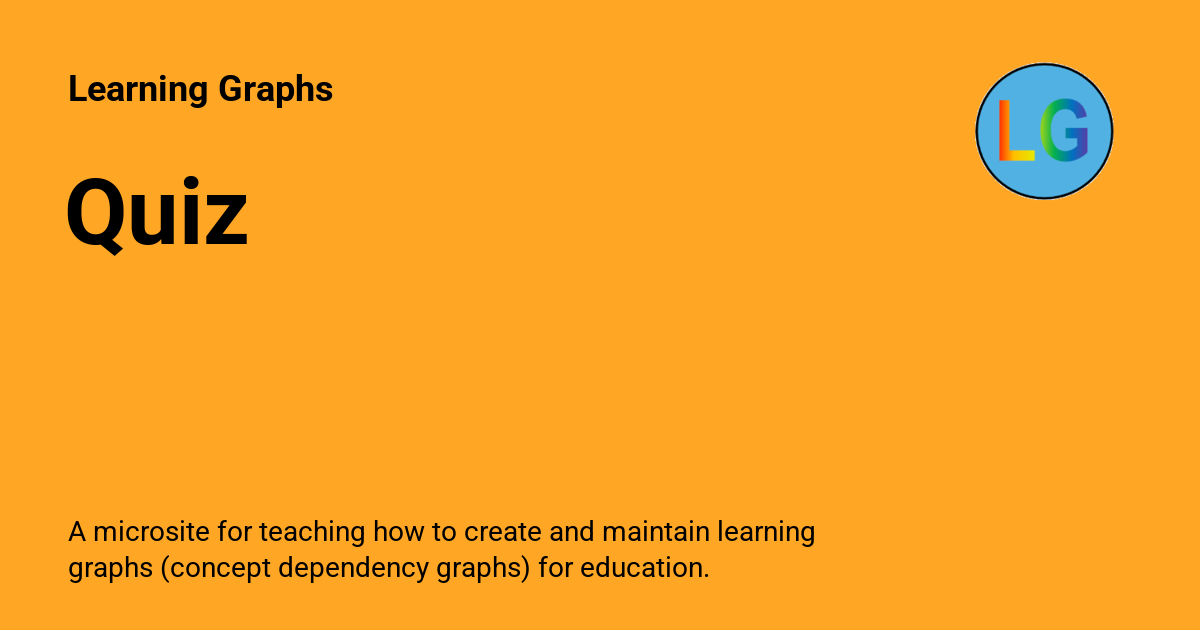 Learning Graphs
LG
Quiz
A microsite for teaching how to create and maintain learning
graphs (concept dependency graphs) for education.